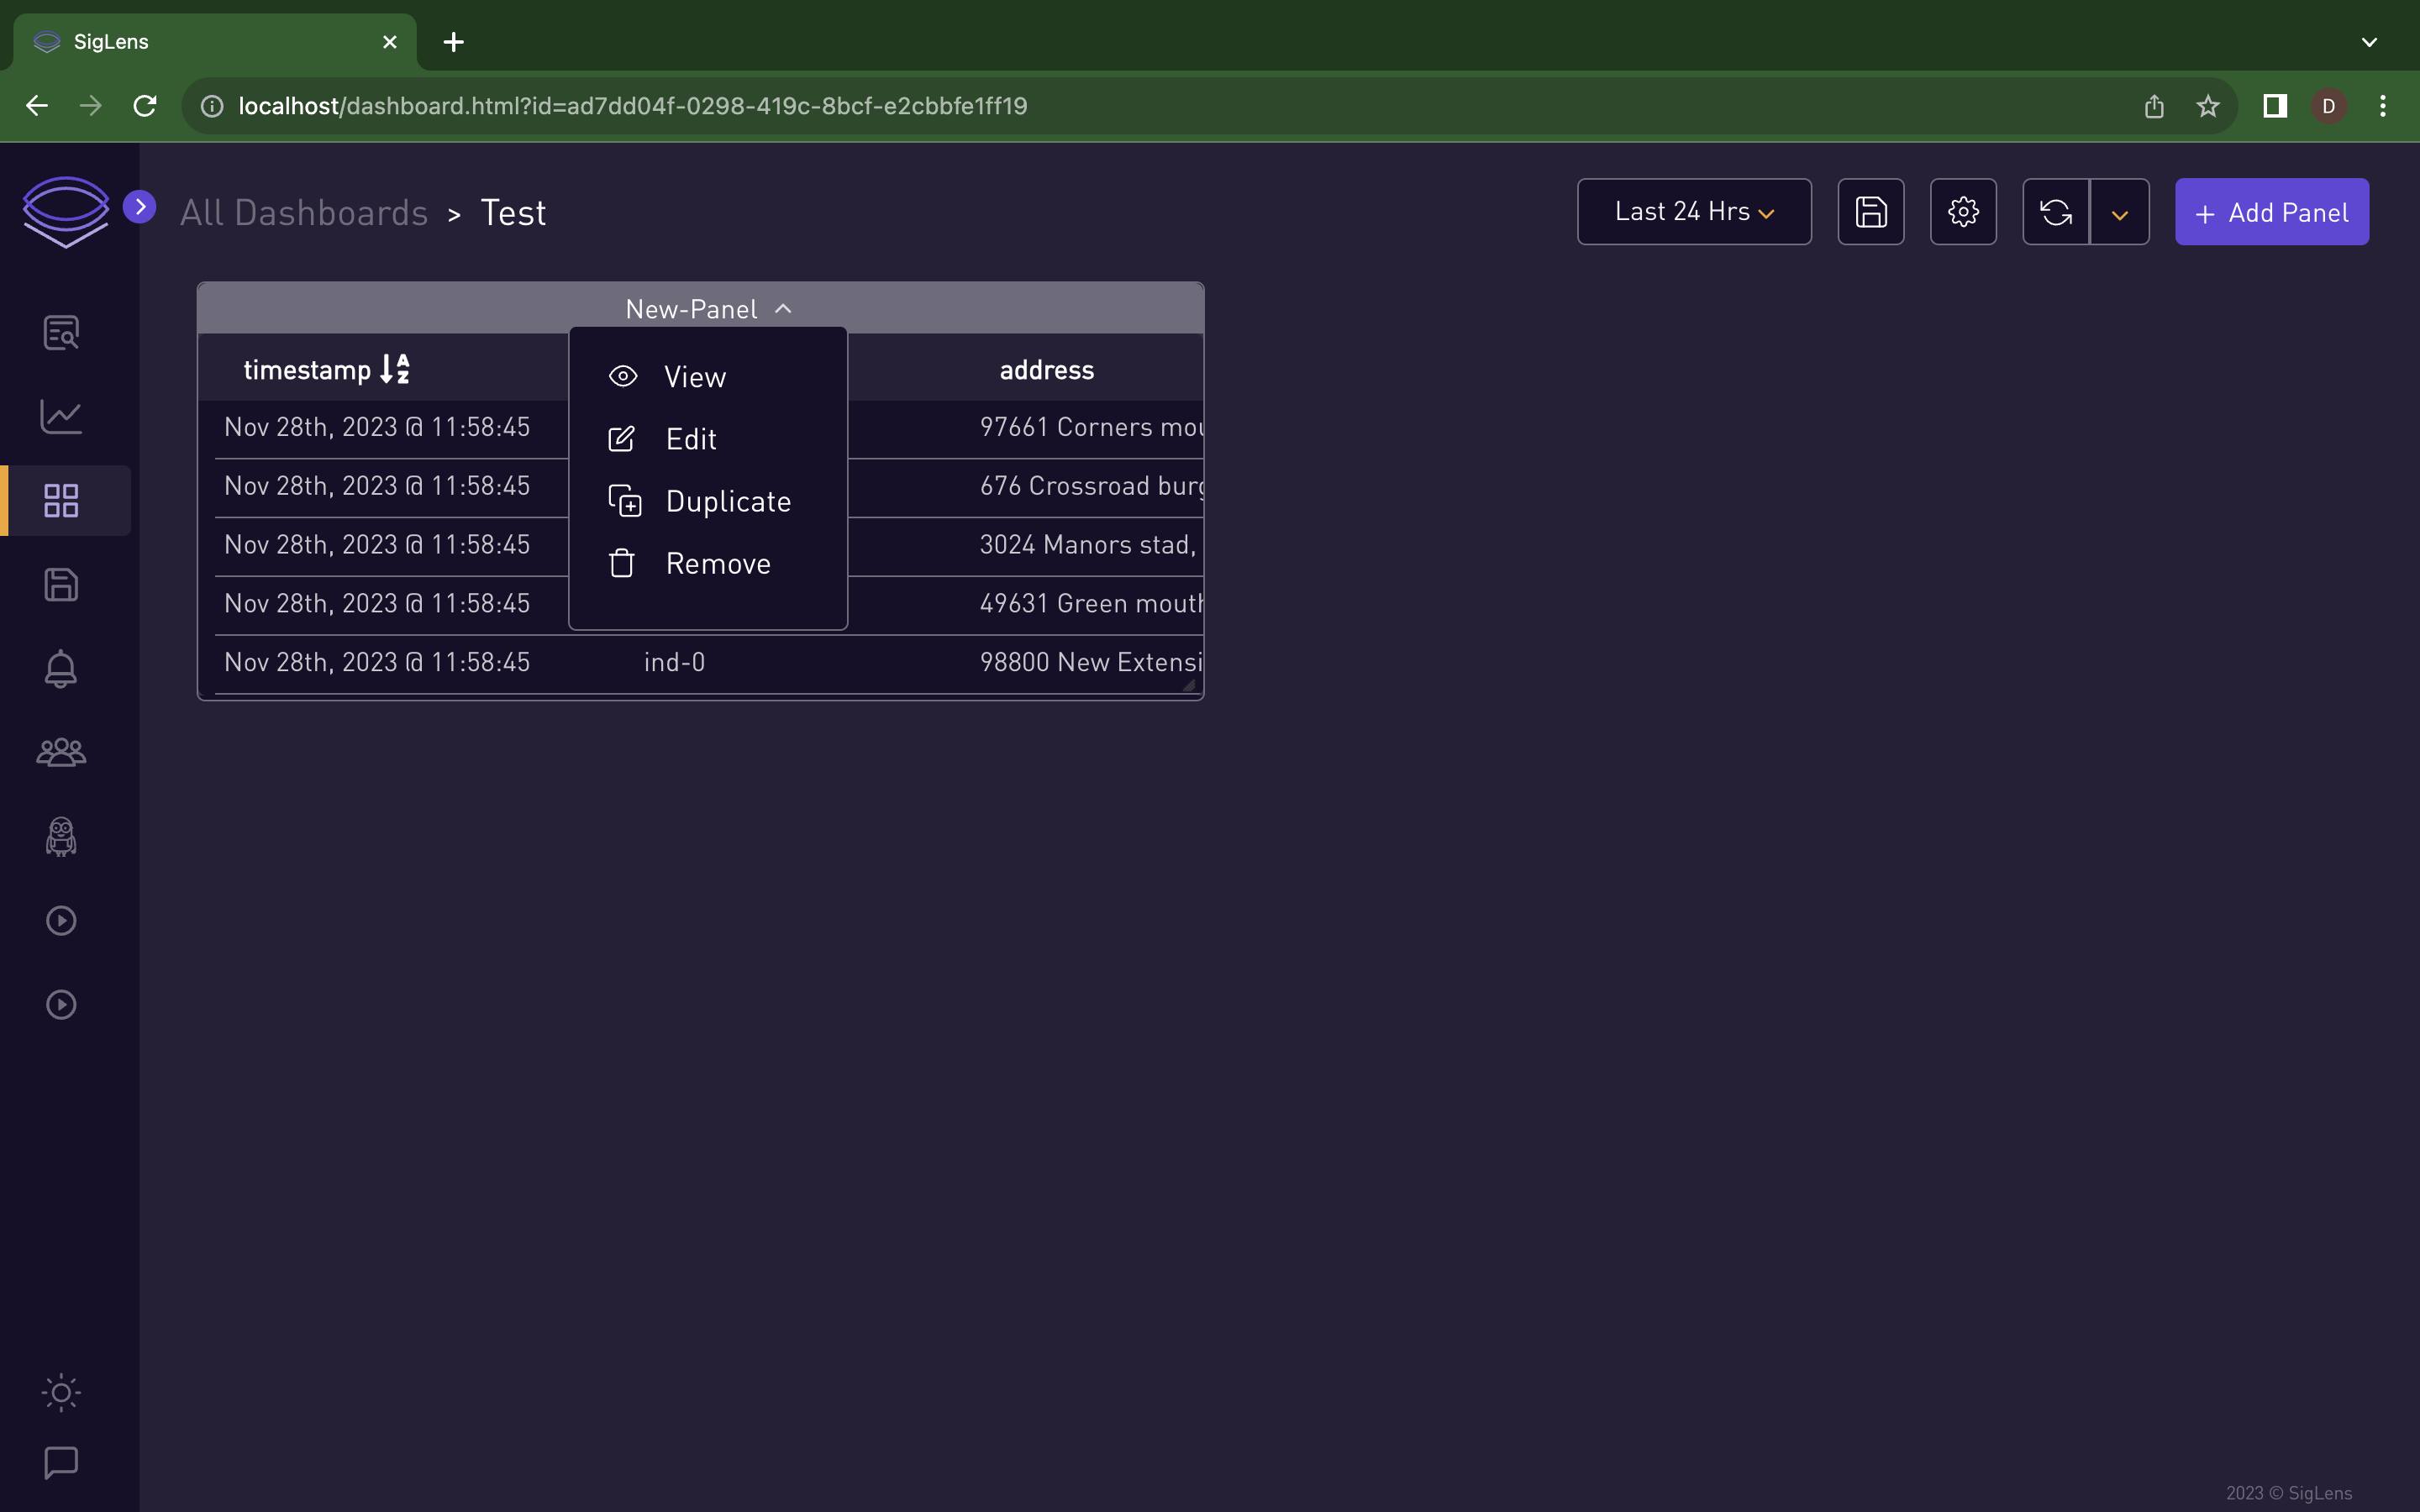 SigLens
localhost/dashboard.html?id=ad7dd04f-0298-419c-8bcf-e2cbbfe1ff19
D
All Dashboards > Test
Last 24 Hrs
+ Add Panel
New-Panel
timestamp
address
View
Edit
Duplicate
Remove
Nov 28th, 2023 @ 11:58:45
97661 Corners mou
Nov 28th, 2023 @ 11:58:45
676 Crossroad burg
Nov 28th, 2023 @ 11:58:45
3024 Manors stad,
Nov 28th, 2023 @ 11:58:45
49631 Green mouth
Nov 28th, 2023 @ 11:58:45
ind-0
98800 New Extensi
2023 © SigLens